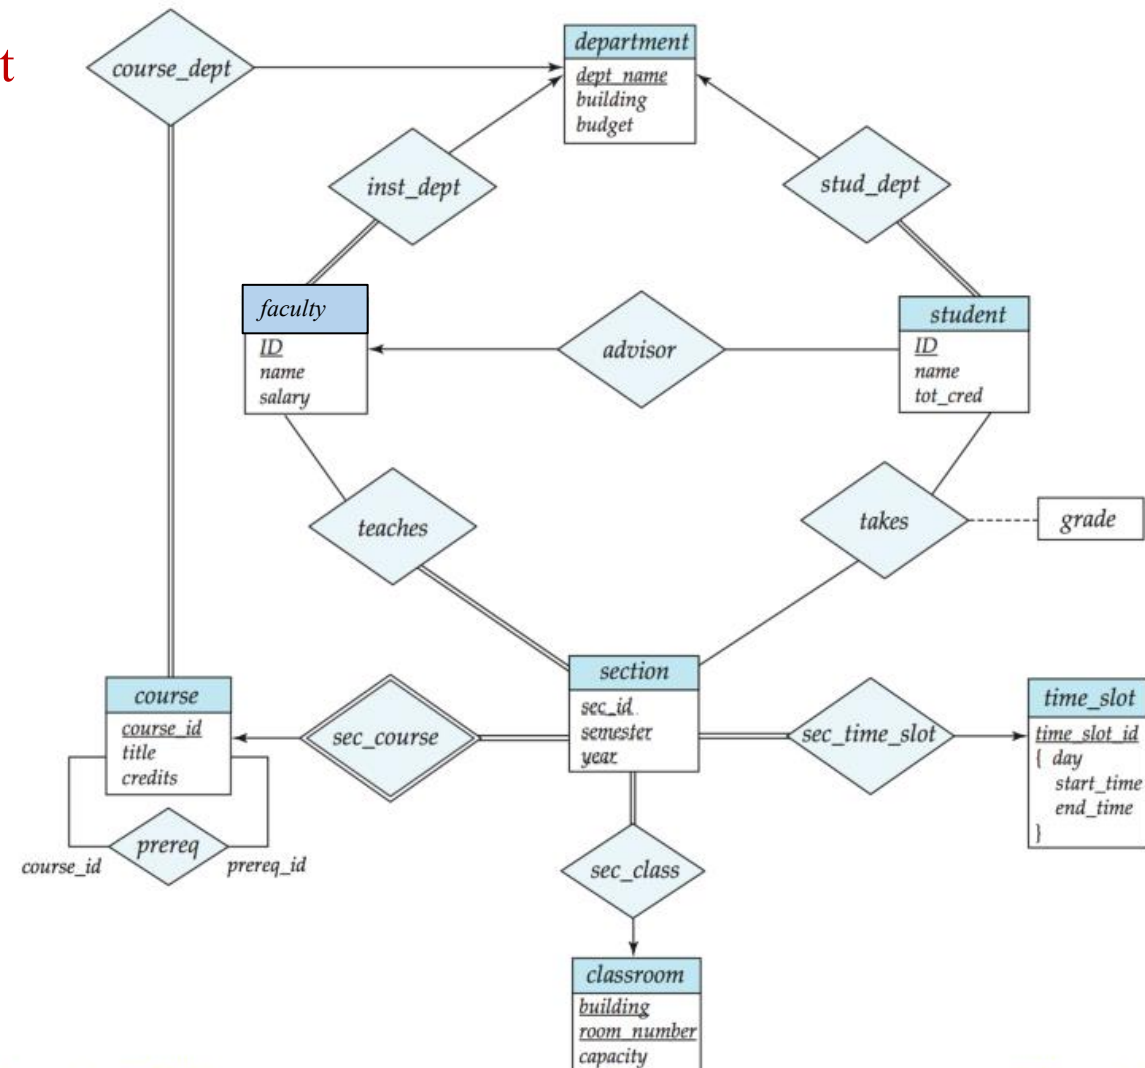 t
course_dept
department
dept_name
building
budget
inst_dept
stud_dept
faculty
ID
name
salary
advisor
student
ID
name
tot_cred
teaches
takes
grade
course
course_id
title
credits
sec_course
section
sec_id
semester
year
sec_time_slot
time_slot
time_slot_id
{ day
start_time
end_time
}
prereq
course_id
prereq_id
sec_class
classroom
building
room_number
capacity